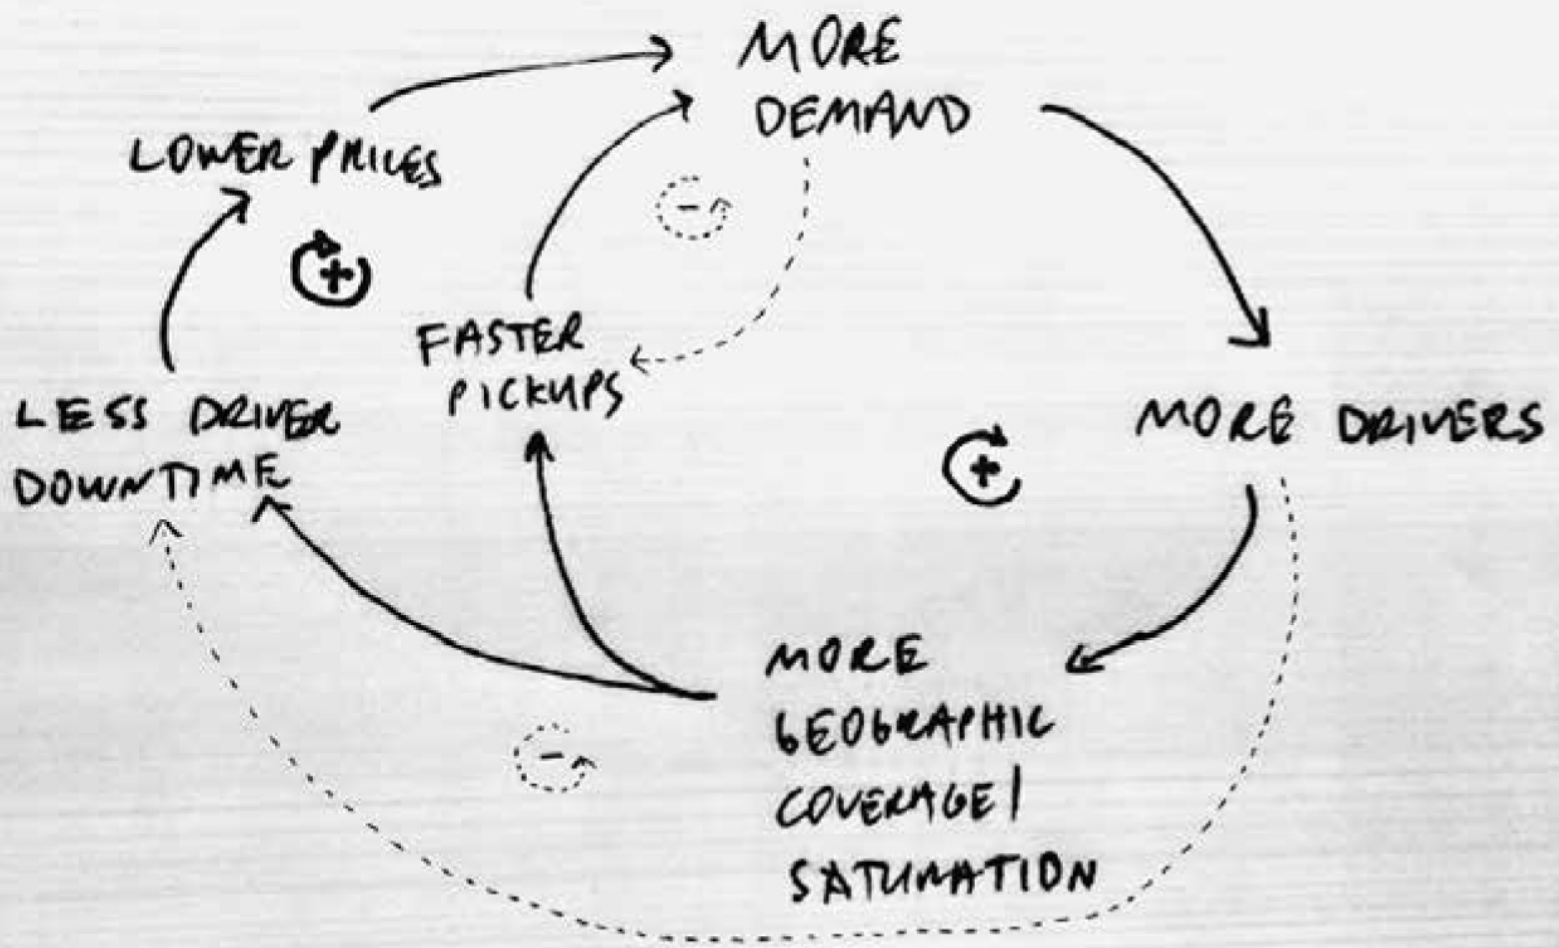 MORE
DEMAND
LOWER PRICES
-
+
FASTER
PICKUPS
LESS DRIVER
DOWNTIME
MORE DRIVERS
+
MORE
GEOGRAPHIC
COVERAGE/
SATURATION
-